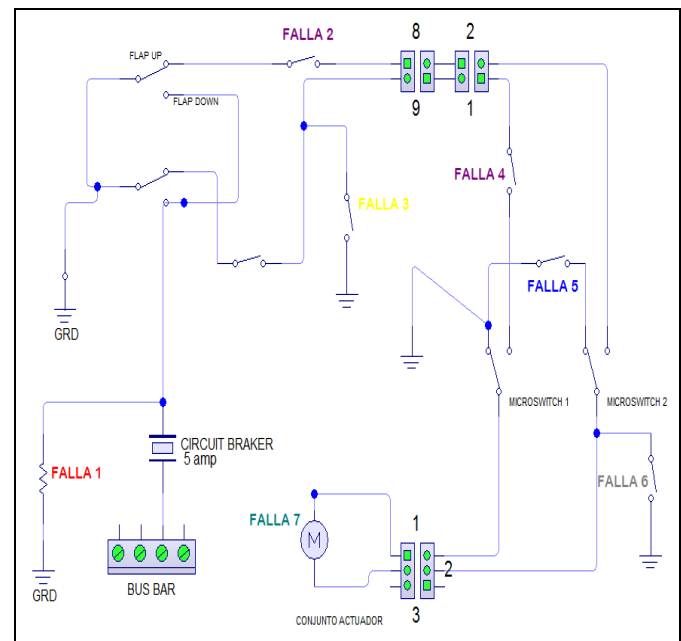 FALLA 2
8
2
FLAP UP
FLAP DOWN
9
1
FALLA 4
FALLA 3
FALLA 5
GRD
MICROSWITCH 1
MICROSWITCH 2
CIRCUIT BRAKER
5 amp
FALLA 1
FALLA 6
FALLA 7
M
1
2
GRD
BUS BAR
CONJUNTO ACTUADOR
3